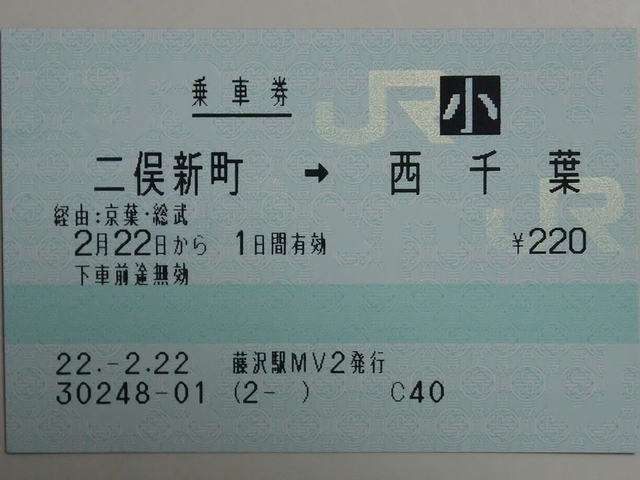 乗車券 小
二俣新町 → 西千葉
経由:京葉・総武
2月22日から 1日間有効 ¥220
下車前途無効
22.-2.22 藤沢駅MV2発行
30248-01 (2- ) C40
JR
JR